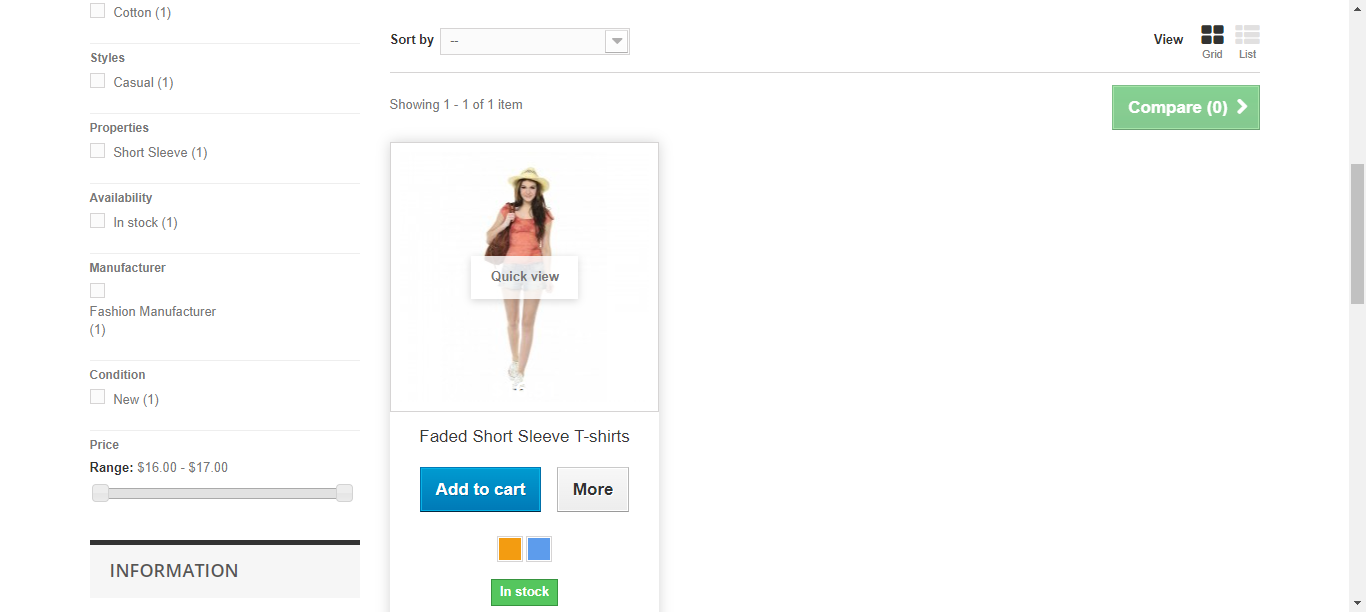 Cotton (1)
Styles
Casual (1)
Properties
Short Sleeve (1)
Availability
In stock (1)
Manufacturer
Fashion Manufacturer
(1)
Condition
New (1)
Price
Range: $16.00 - $17.00
INFORMATION
Sort by
--
View
Grid
List
Showing 1 - 1 of 1 item
Compare (0)
Quick view
Faded Short Sleeve T-shirts
Add to cart
More
In stock